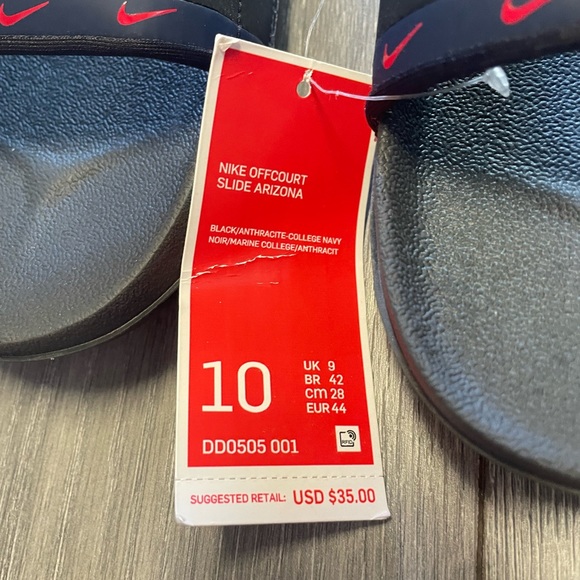 NIKE OFFCOURT
SLIDE ARIZONA
BLACK/ANTHRACITE-COLLEGE NAVY
NOIR/MARINE COLLEGE/ANTHRACIT
10
UK 9
BR 42
CM 28
EUR 44
DD0505 001
RFID
SUGGESTED RETAIL: USD $35.00